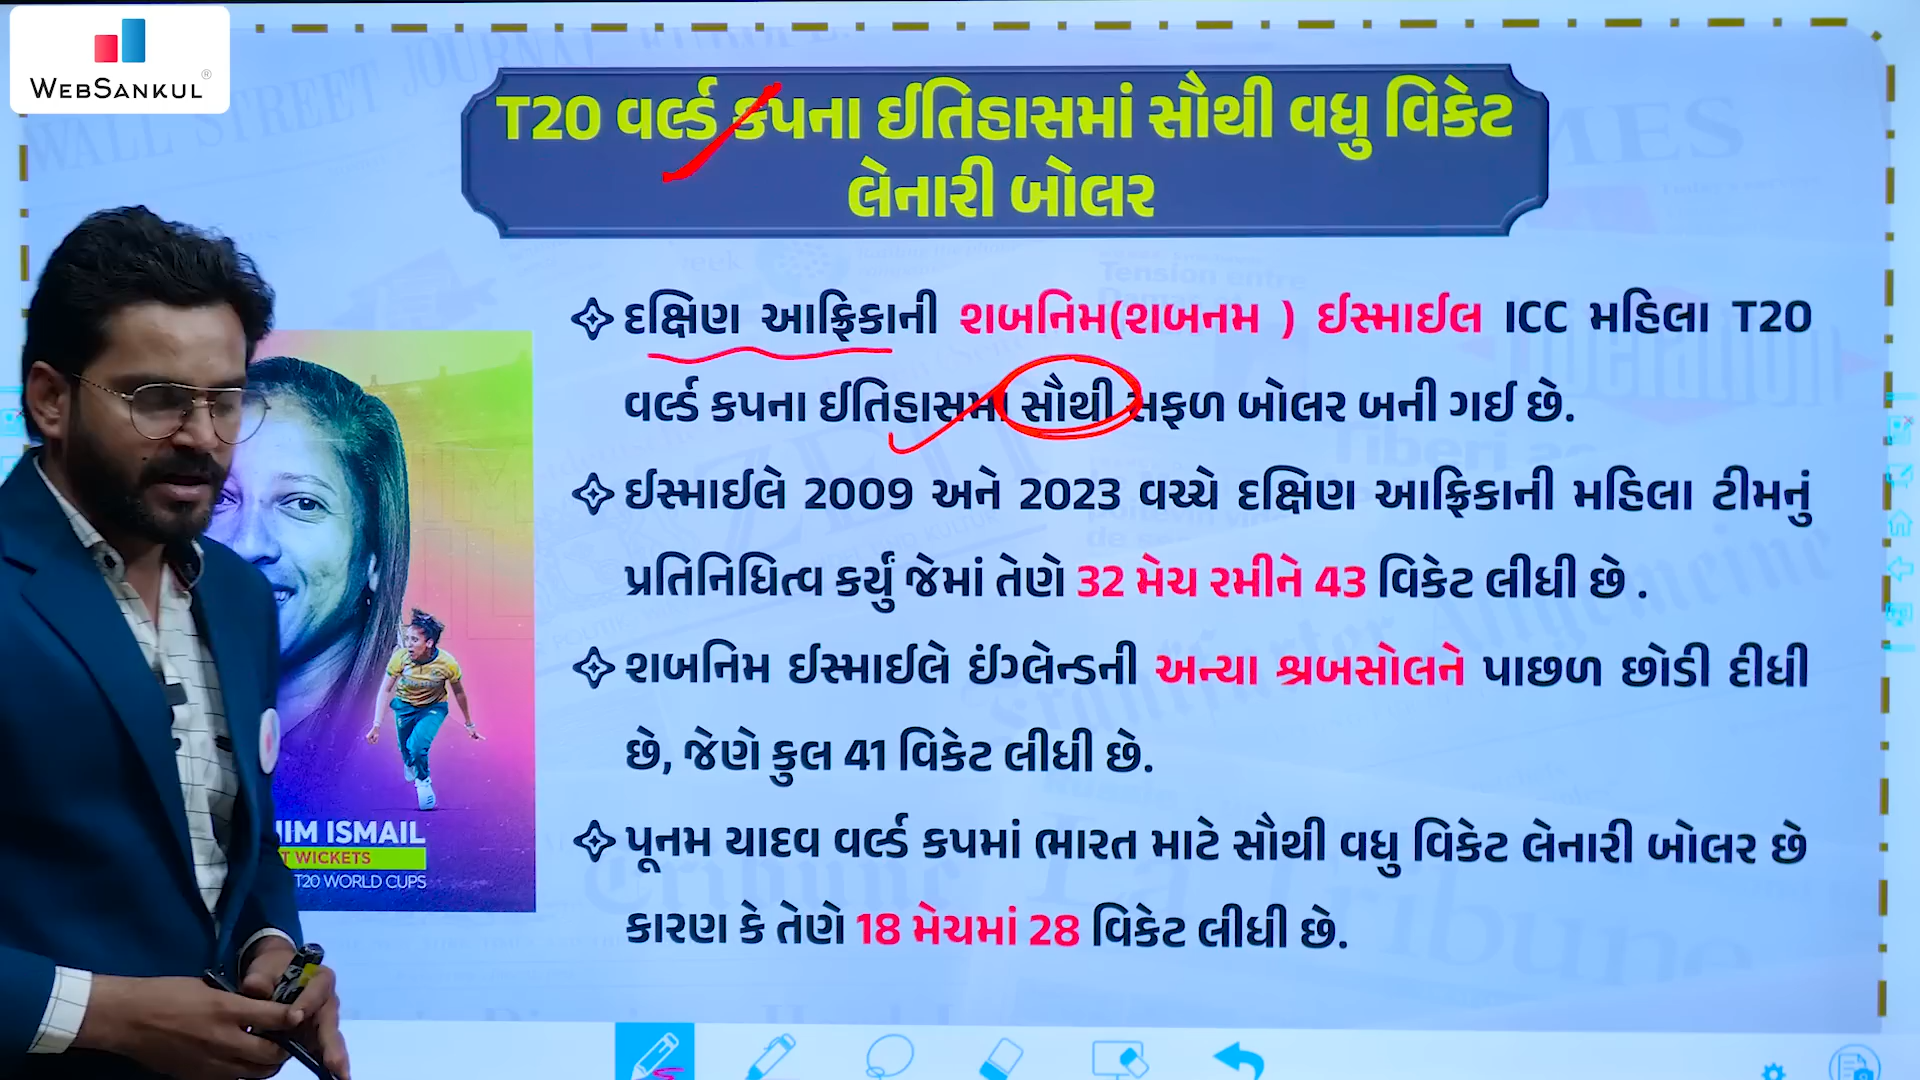 WEBSANKUL®
T20 વર્લ્ડ કપના ઈતિહાસમાં સૌથી વધુ વિકેટ
લેનારી બોલર
દક્ષિણ આફ્રિકાની શબનિમ(શબનમ ) ઈસ્માઈલ ICC મહિલા T20
વર્લ્ડ કપના ઈતિહાસમાં સૌથી સફળ બોલર બની ગઈ છે.
ઈસ્માઈલે 2009 અને 2023 વચ્ચે દક્ષિણ આફ્રિકાની મહિલા ટીમનું
પ્રતિનિધિત્વ કર્યું જેમાં તેણે 32 મેચ રમીને 43 વિકેટ લીધી છે .
શબનિમ ઈસ્માઈલે ઈંગ્લેન્ડની અન્યા શ્રબસોલને પાછળ છોડી દીધી
છે, જેણે કુલ 41 વિકેટ લીધી છે.
પૂનમ યાદવ વર્લ્ડ કપમાં ભારત માટે સૌથી વધુ વિકેટ લેનારી બોલર છે
કારણ કે તેણે 18 મેચમાં 28 વિકેટ લીધી છે.
ISMAIL
WICKETS
T20 WORLD CUPS